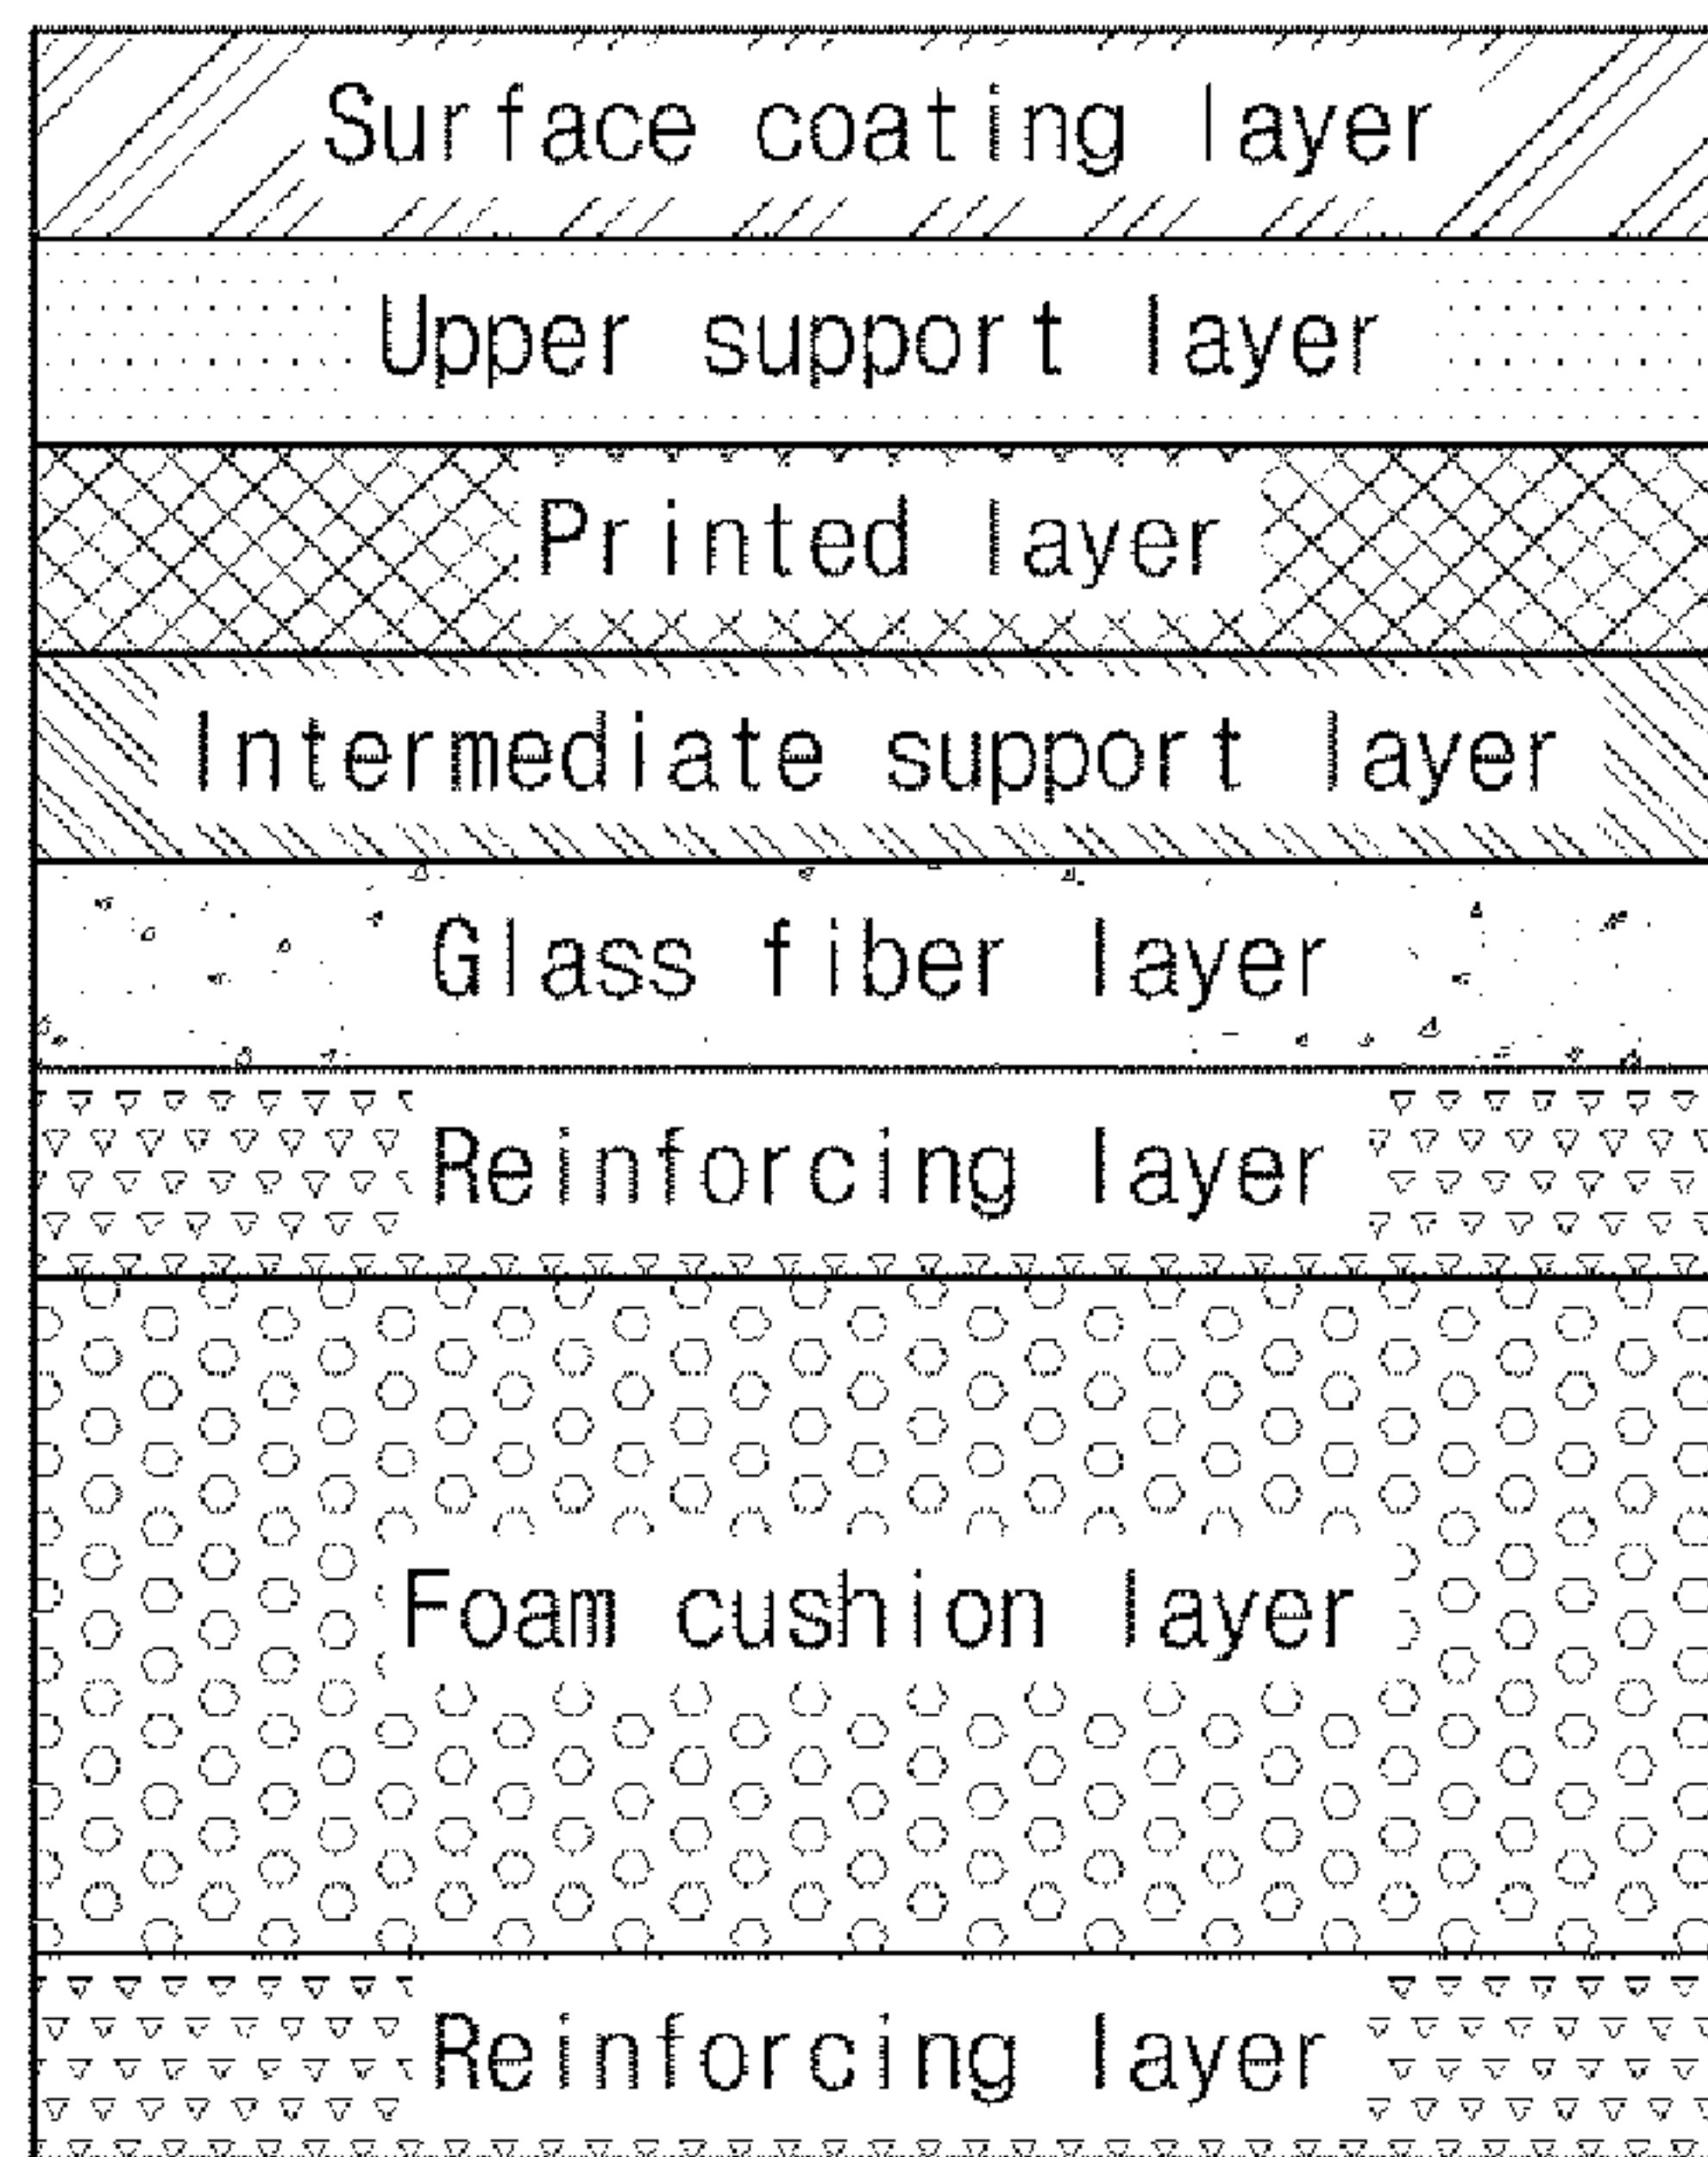 Surface coating layer
Upper support layer
Printed layer
Intermediate support layer
Glass fiber layer
Reinforcing layer
Foam cushion layer
Reinforcing layer